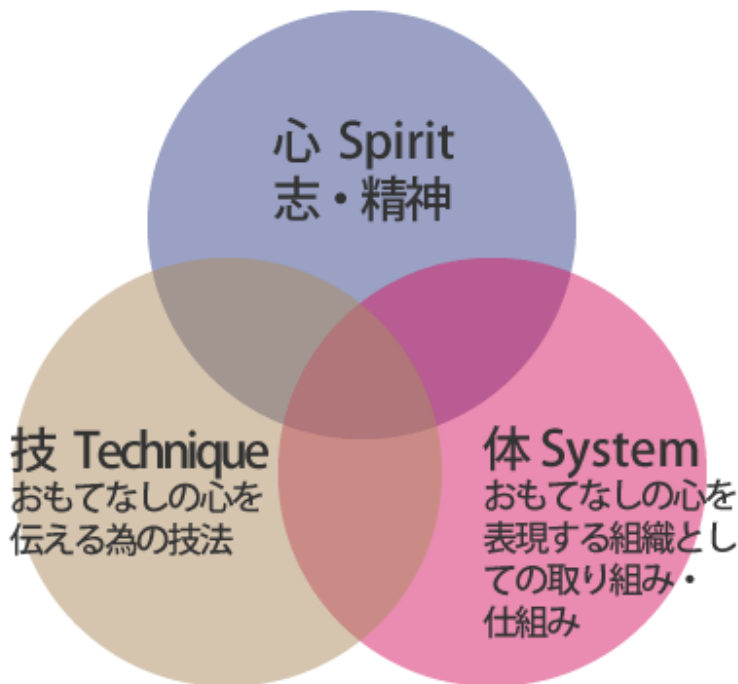 心 Spirit
志・精神
技 Technique
おもてなしの心を
伝える為の技法
体 System
おもてなしの心を
表現する組織とし
ての取り組み・
仕組み